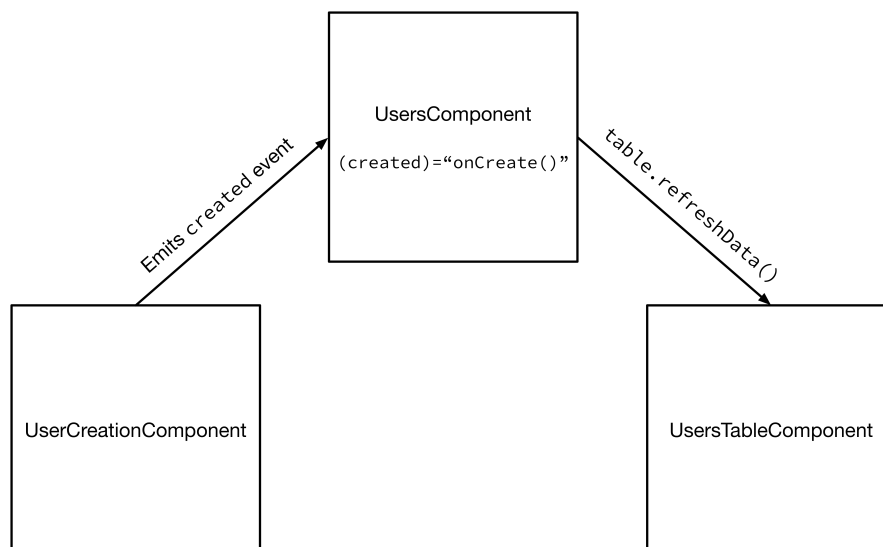 UsersComponent
(created)=“onCreate()”
Emits created event
table.refreshData()
UserCreationComponent
UsersTableComponent